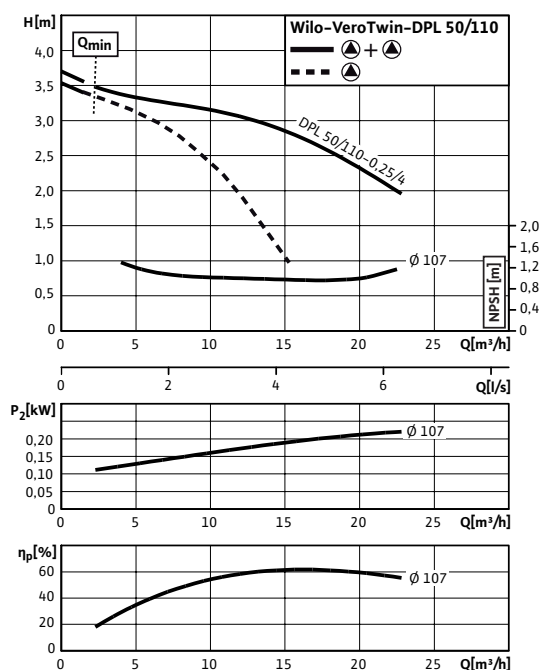 H[m]
Wilo-VeroTwin-DPL 50/110
+
Qmin
4,0
3,5
3,0
2,5
2,0
1,5
1,0
0,5
0
DPL 50/110-0,25/4
Ø 107
2,0
1,6
1,2
0,8
0,4
0
NPSH [m]
0 5 10 15 20 25 Q[m³/h]
0 2 4 6 Q[l/s]
P₂[kW]
0,20
0,15
0,10
0,05
0
Ø 107
0 5 10 15 20 25 Q[m³/h]
ηp[%]
60
40
20
0
Ø 107
0 5 10 15 20 25 Q[m³/h]